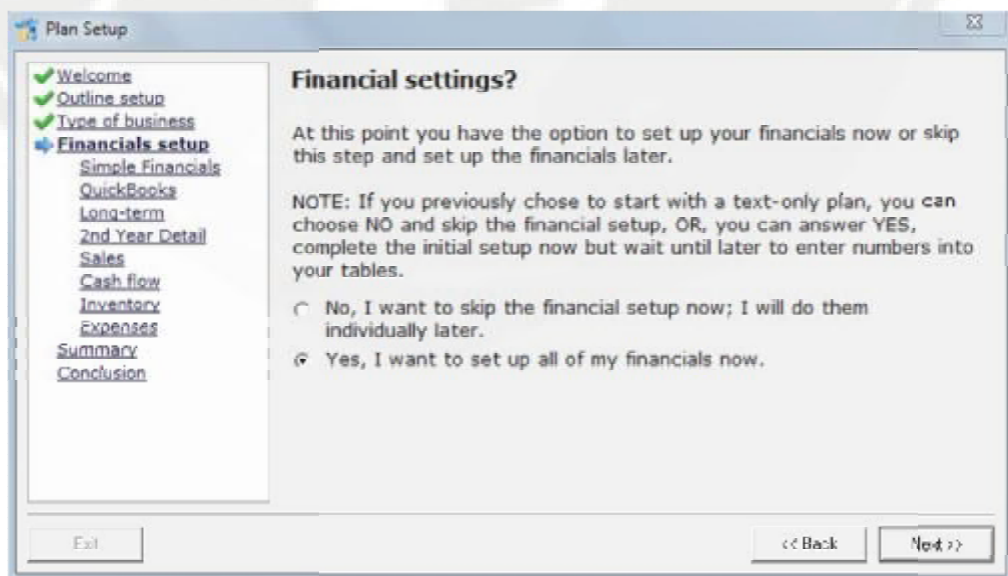 Plan Setup
Welcome
Outline setup
Type of business
Financials setup
Simple Financials
QuickBooks
Long-term
2nd Year Detail
Sales
Cash flow
Inventory
Expenses
Summary
Conclusion
Financial settings?
At this point you have the option to set up your financials now or skip
this step and set up the financials later.
NOTE: If you previously chose to start with a text-only plan, you can
choose NO and skip the financial setup, OR, you can answer YES,
complete the initial setup now but wait until later to enter numbers into
your tables.
No, I want to skip the financial setup now; I will do them
individually later.
Yes, I want to set up all of my financials now.
Exit
<< Back
Next >>